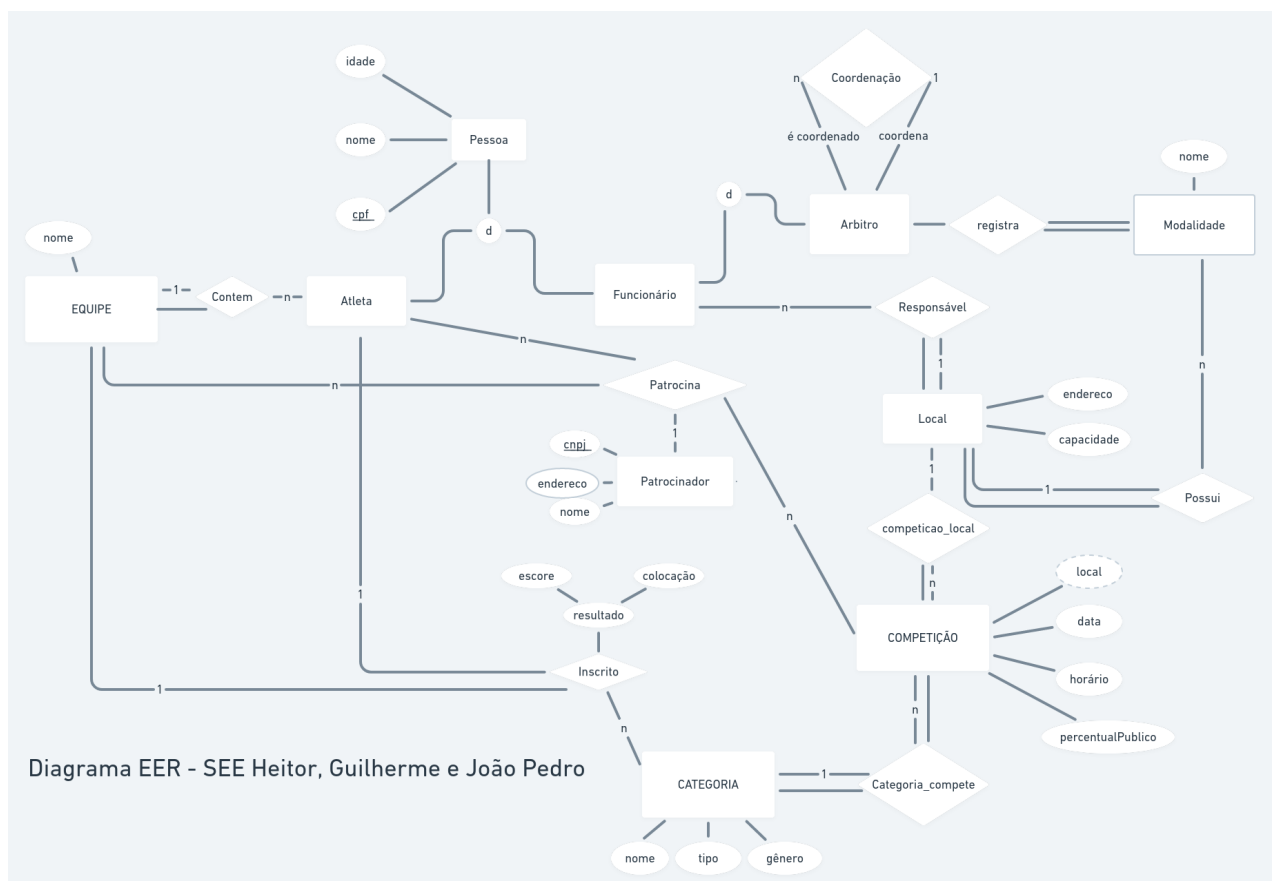 idade
Pessoa
nome
cpf
d
nome
EQUIPE
1
Contem
n
Atleta
Funcionário
d
n
Coordenação
1
é coordenado
coordena
Arbitro
registra
nome
Modalidade
n
Responsável
1
n
Local
endereco
capacidade
n
Patrocina
n
1
cnpj
endereco
nome
Patrocinador
1
Possui
1
competicao_local
n
n
local
data
horário
percentualPublico
COMPETIÇÃO
escore
colocação
resultado
1
Inscrito
1
n
n
Diagrama EER - SEE Heitor, Guilherme e João Pedro
CATEGORIA
1
Categoria_compete
nome
tipo
gênero